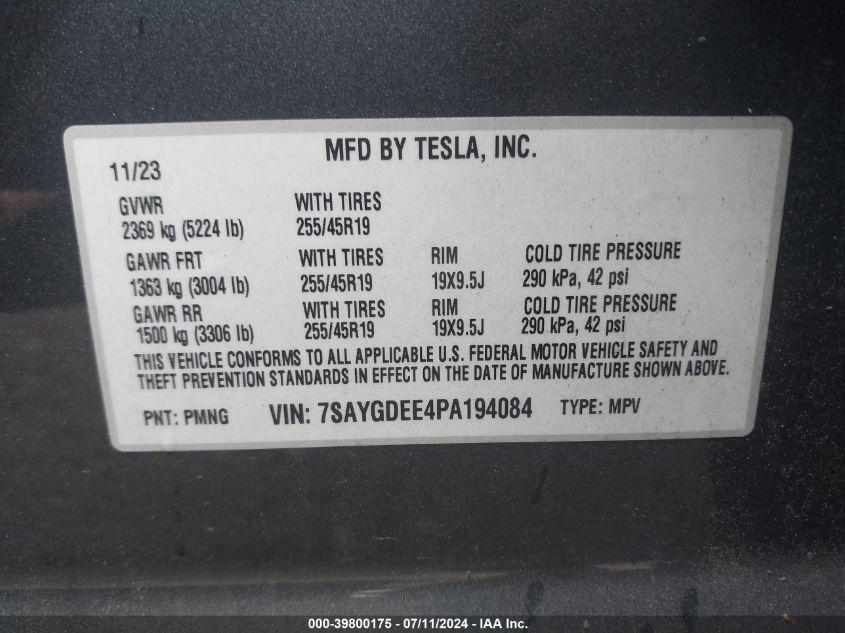 MFD BY TESLA, INC.
11/23
GVWR WITH TIRES
2369 kg (5224 lb) 255/45R19
GAWR FRT WITH TIRES RIM COLD TIRE PRESSURE
1363 kg (3004 lb) 255/45R19 19X9.5J 290 kPa, 42 psi
GAWR RR WITH TIRES RIM COLD TIRE PRESSURE
1500 kg (3306 lb) 255/45R19 19X9.5J 290 kPa, 42 psi
THIS VEHICLE CONFORMS TO ALL APPLICABLE U.S. FEDERAL MOTOR VEHICLE SAFETY AND
THEFT PREVENTION STANDARDS IN EFFECT ON THE DATE OF MANUFACTURE SHOWN ABOVE.
PNT: PMNG VIN: 7SAYGDEE4PA194084 TYPE: MPV
000-39800175 - 07/11/2024 - IAA Inc.